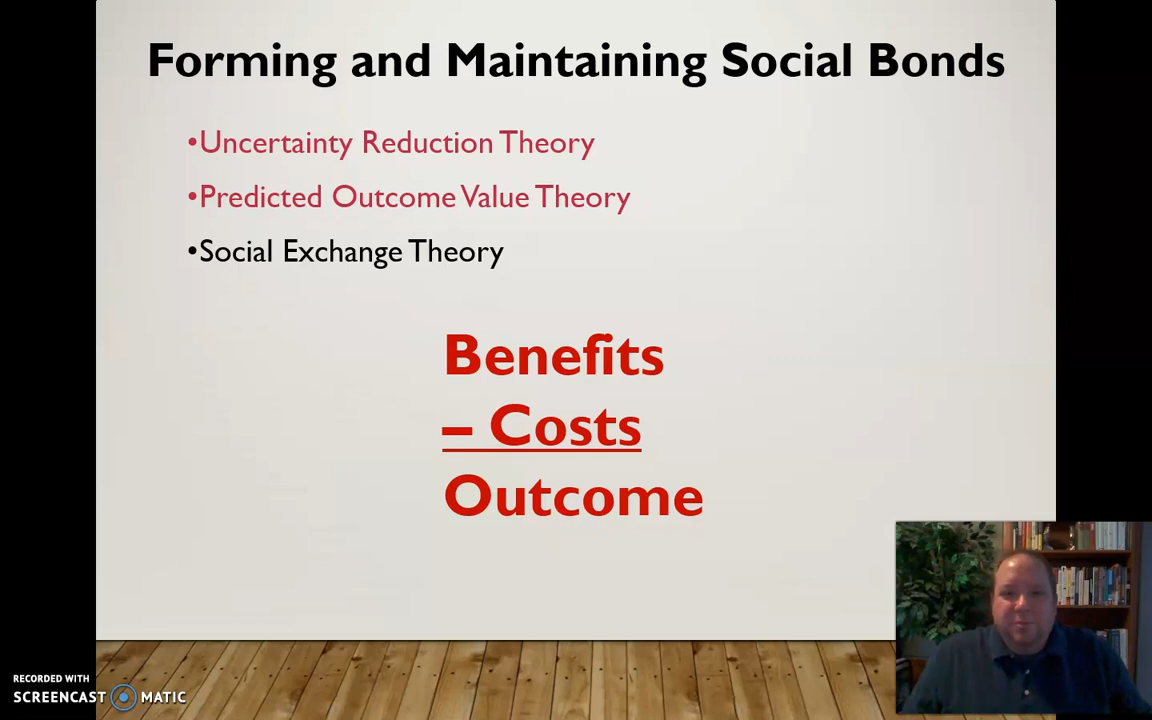 Forming and Maintaining Social Bonds
•Uncertainty Reduction Theory
•Predicted Outcome Value Theory
•Social Exchange Theory
Benefits
– Costs
Outcome
RECORDED WITH
SCREENCAST MATIC